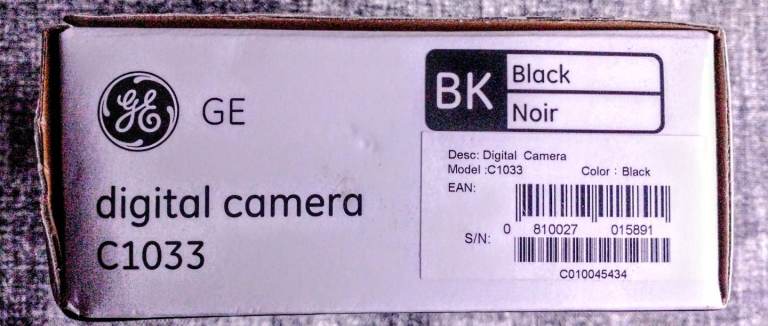 GE GE
digital camera
C1033
BK Black
Noir
Desc: Digital Camera
Model :C1033 Color : Black
EAN:
0 810027 015891
S/N:
C010045434